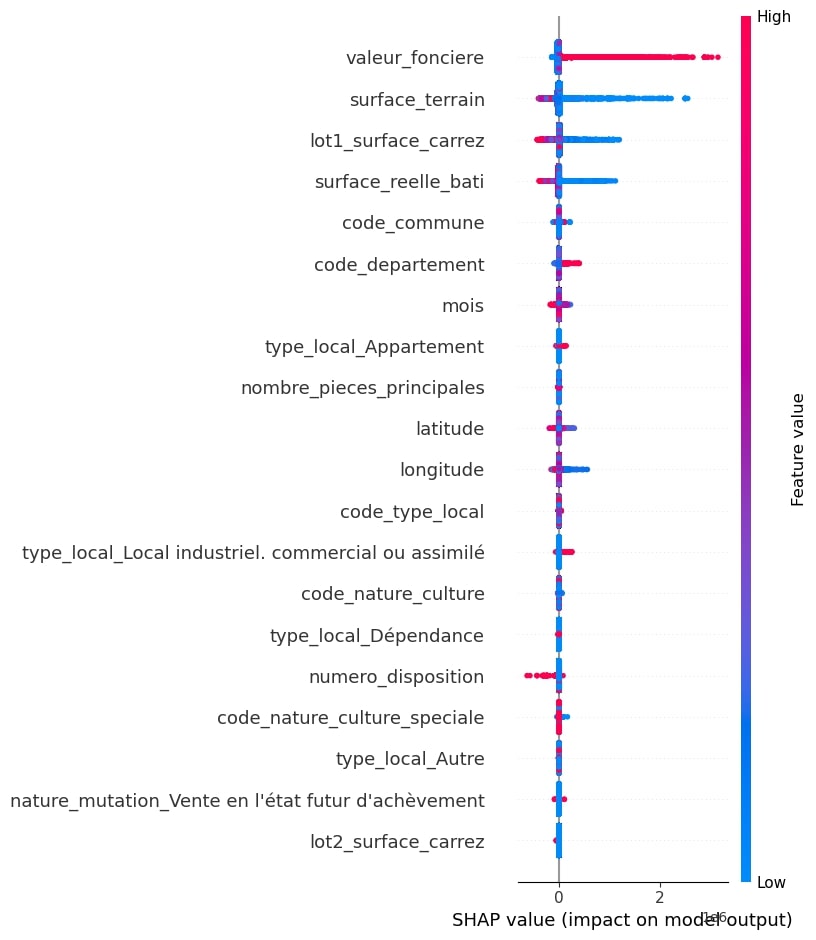 High
valeur_fonciere
surface_terrain
lot1_surface_carrez
surface_reelle_bati
code_commune
code_departement
mois
type_local_Appartement
nombre_pieces_principales
latitude
longitude
code_type_local
type_local_Local industriel. commercial ou assimilé
code_nature_culture
type_local_Dépendance
numero_disposition
code_nature_culture_speciale
type_local_Autre
nature_mutation_Vente en l'état futur d'achèvement
lot2_surface_carrez
Feature value
Low
0 2
1e6
SHAP value (impact on model output)